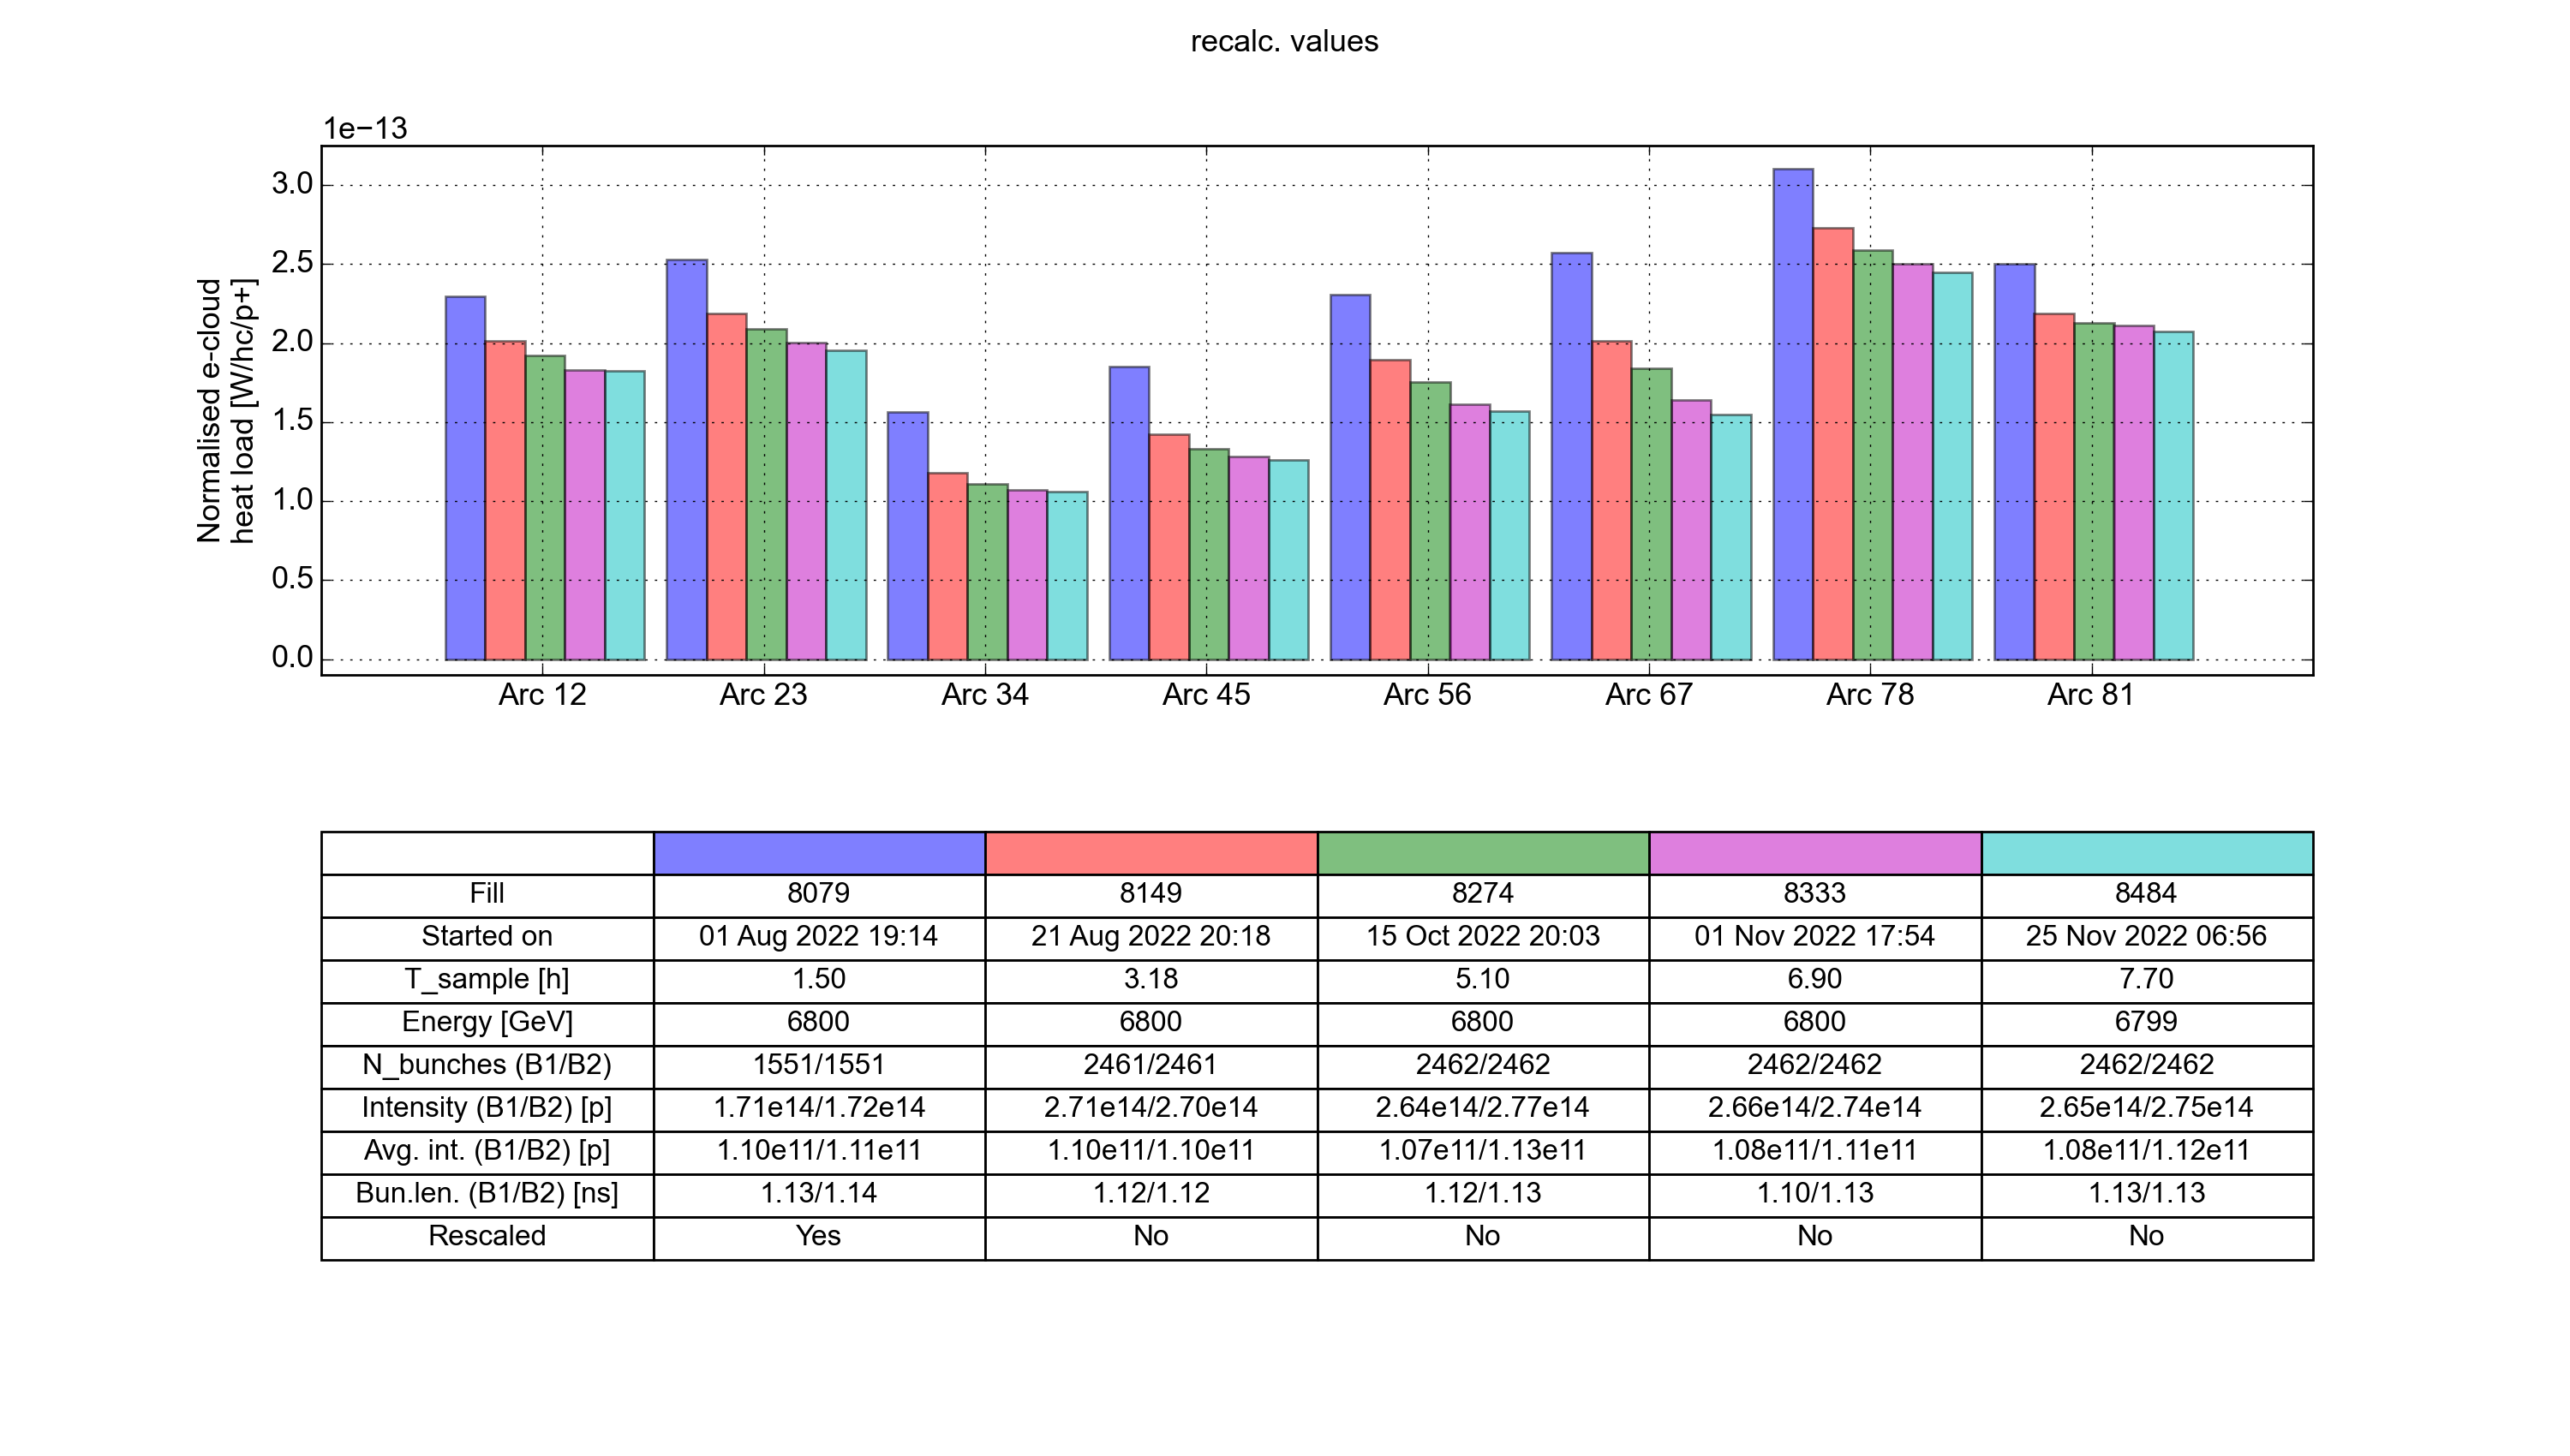 recalc. values
1e−13
3.0
2.5
2.0
1.5
1.0
0.5
0.0
Normalised e-cloud
heat load [W/hc/p+]
Arc 12 Arc 23 Arc 34 Arc 45 Arc 56 Arc 67 Arc 78 Arc 81
Fill 8079 8149 8274 8333 8484
Started on 01 Aug 2022 19:14 21 Aug 2022 20:18 15 Oct 2022 20:03 01 Nov 2022 17:54 25 Nov 2022 06:56
T_sample [h] 1.50 3.18 5.10 6.90 7.70
Energy [GeV] 6800 6800 6800 6800 6799
N_bunches (B1/B2) 1551/1551 2461/2461 2462/2462 2462/2462 2462/2462
Intensity (B1/B2) [p] 1.71e14/1.72e14 2.71e14/2.70e14 2.64e14/2.77e14 2.66e14/2.74e14 2.65e14/2.75e14
Avg. int. (B1/B2) [p] 1.10e11/1.11e11 1.10e11/1.10e11 1.07e11/1.13e11 1.08e11/1.11e11 1.08e11/1.12e11
Bun.len. (B1/B2) [ns] 1.13/1.14 1.12/1.12 1.12/1.13 1.10/1.13 1.13/1.13
Rescaled Yes No No No No